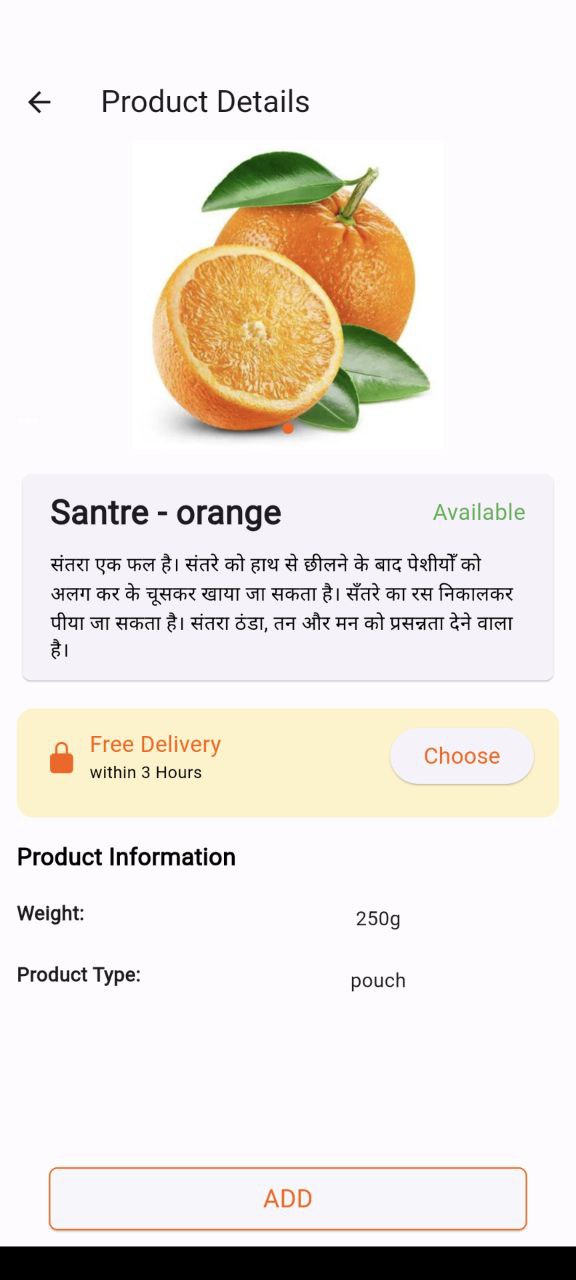 Product Details
Santre - orange
Available
संतरा एक फल है। संतरे को हाथ से छीलने के बाद पेशीयोँ को
अलग कर के चूसकर खाया जा सकता है। सँतरे का रस निकालकर
पीया जा सकता है। संतरा ठंडा, तन और मन को प्रसन्नता देने वाला
है।
Free Delivery
within 3 Hours
Choose
Product Information
Weight:
250g
Product Type:
pouch
ADD